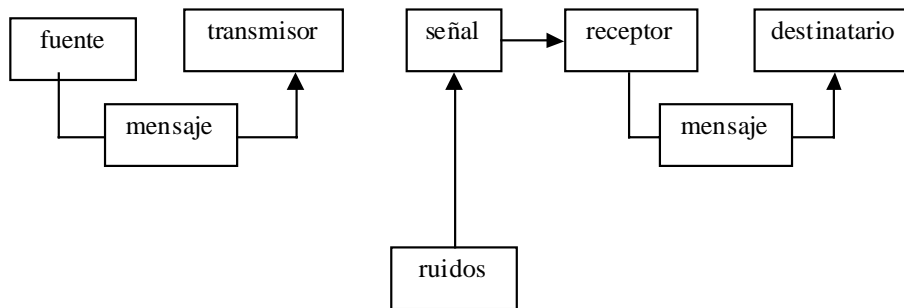 fuente
transmisor
señal
receptor
destinatario
mensaje
mensaje
ruidos